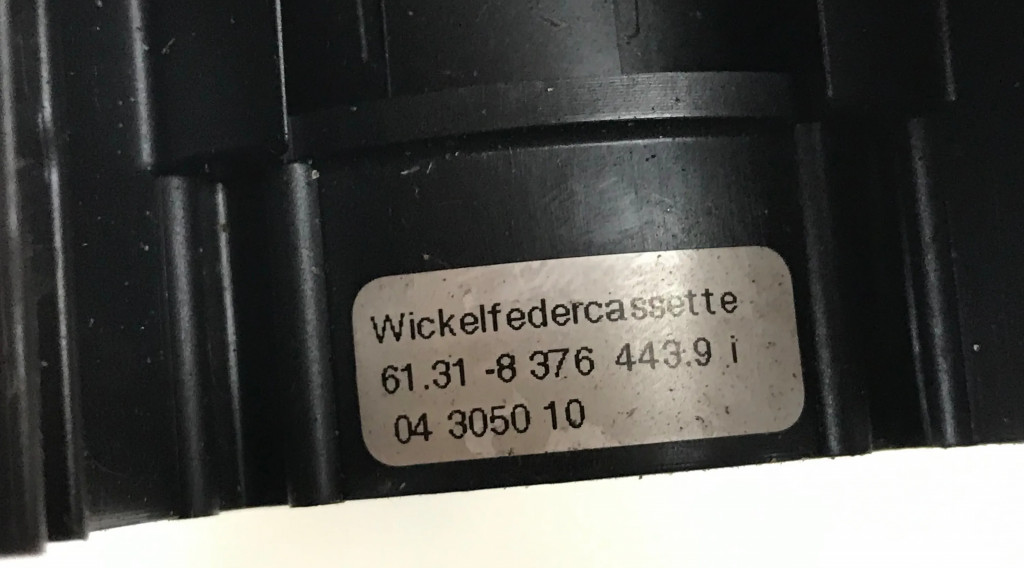 Wickelfedercassette
61.31 -8 376 443.9 i
04 3050 10